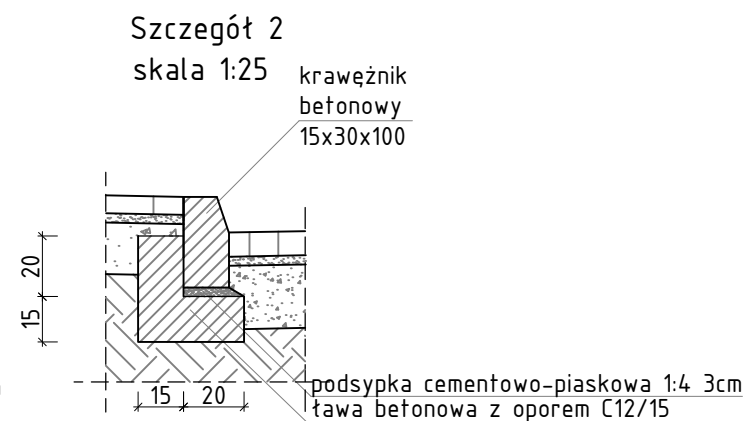 Szczegół 2
skala 1:25
krawężnik
betonowy
15x30x100
20
15
15
20
podsypka cementowo-piaskowa 1:4 3cm
ława betonowa z oporem C12/15